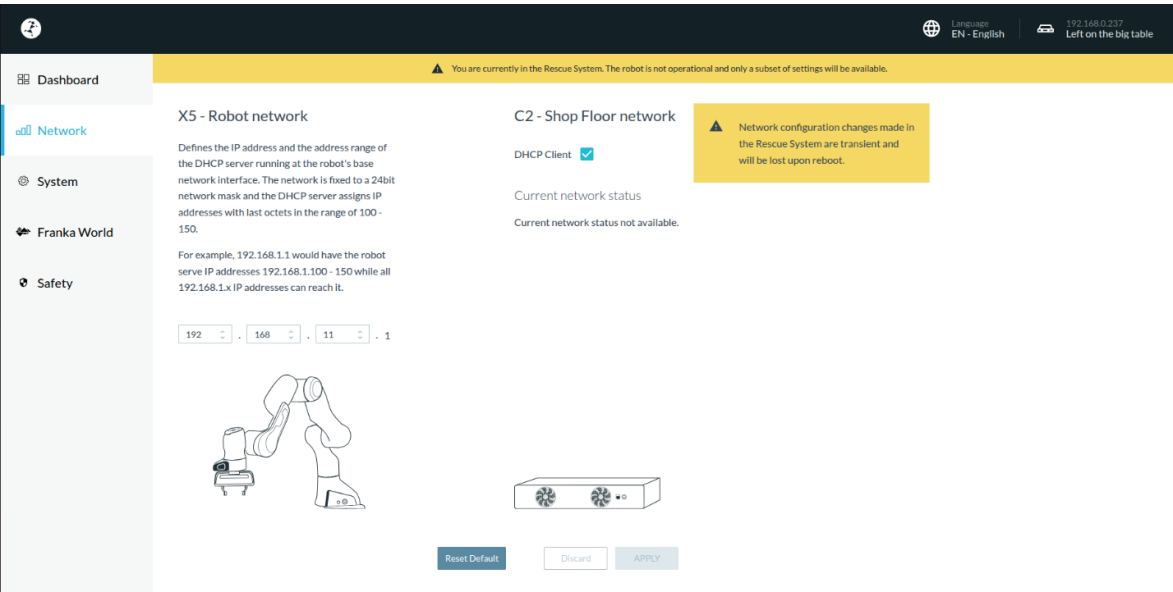 Language
EN - English
192.168.0.237
Left on the big table
Dashboard
Network
System
Franka World
Safety
You are currently in the Rescue System. The robot is not operational and only a subset of settings will be available.
X5 - Robot network
Defines the IP address and the address range of
the DHCP server running at the robot's base
network interface. The network is fixed to a 24bit
network mask and the DHCP server assigns IP
addresses with last octets in the range of 100 -
150.
For example, 192.168.1.1 would have the robot
serve IP addresses 192.168.1.100 - 150 while all
192.168.1.x IP addresses can reach it.
192 . 168 . 11 . 1
C2 - Shop Floor network
DHCP Client
Current network status
Current network status not available.
Network configuration changes made in
the Rescue System are transient and
will be lost upon reboot.
Reset Default
Discard
APPLY